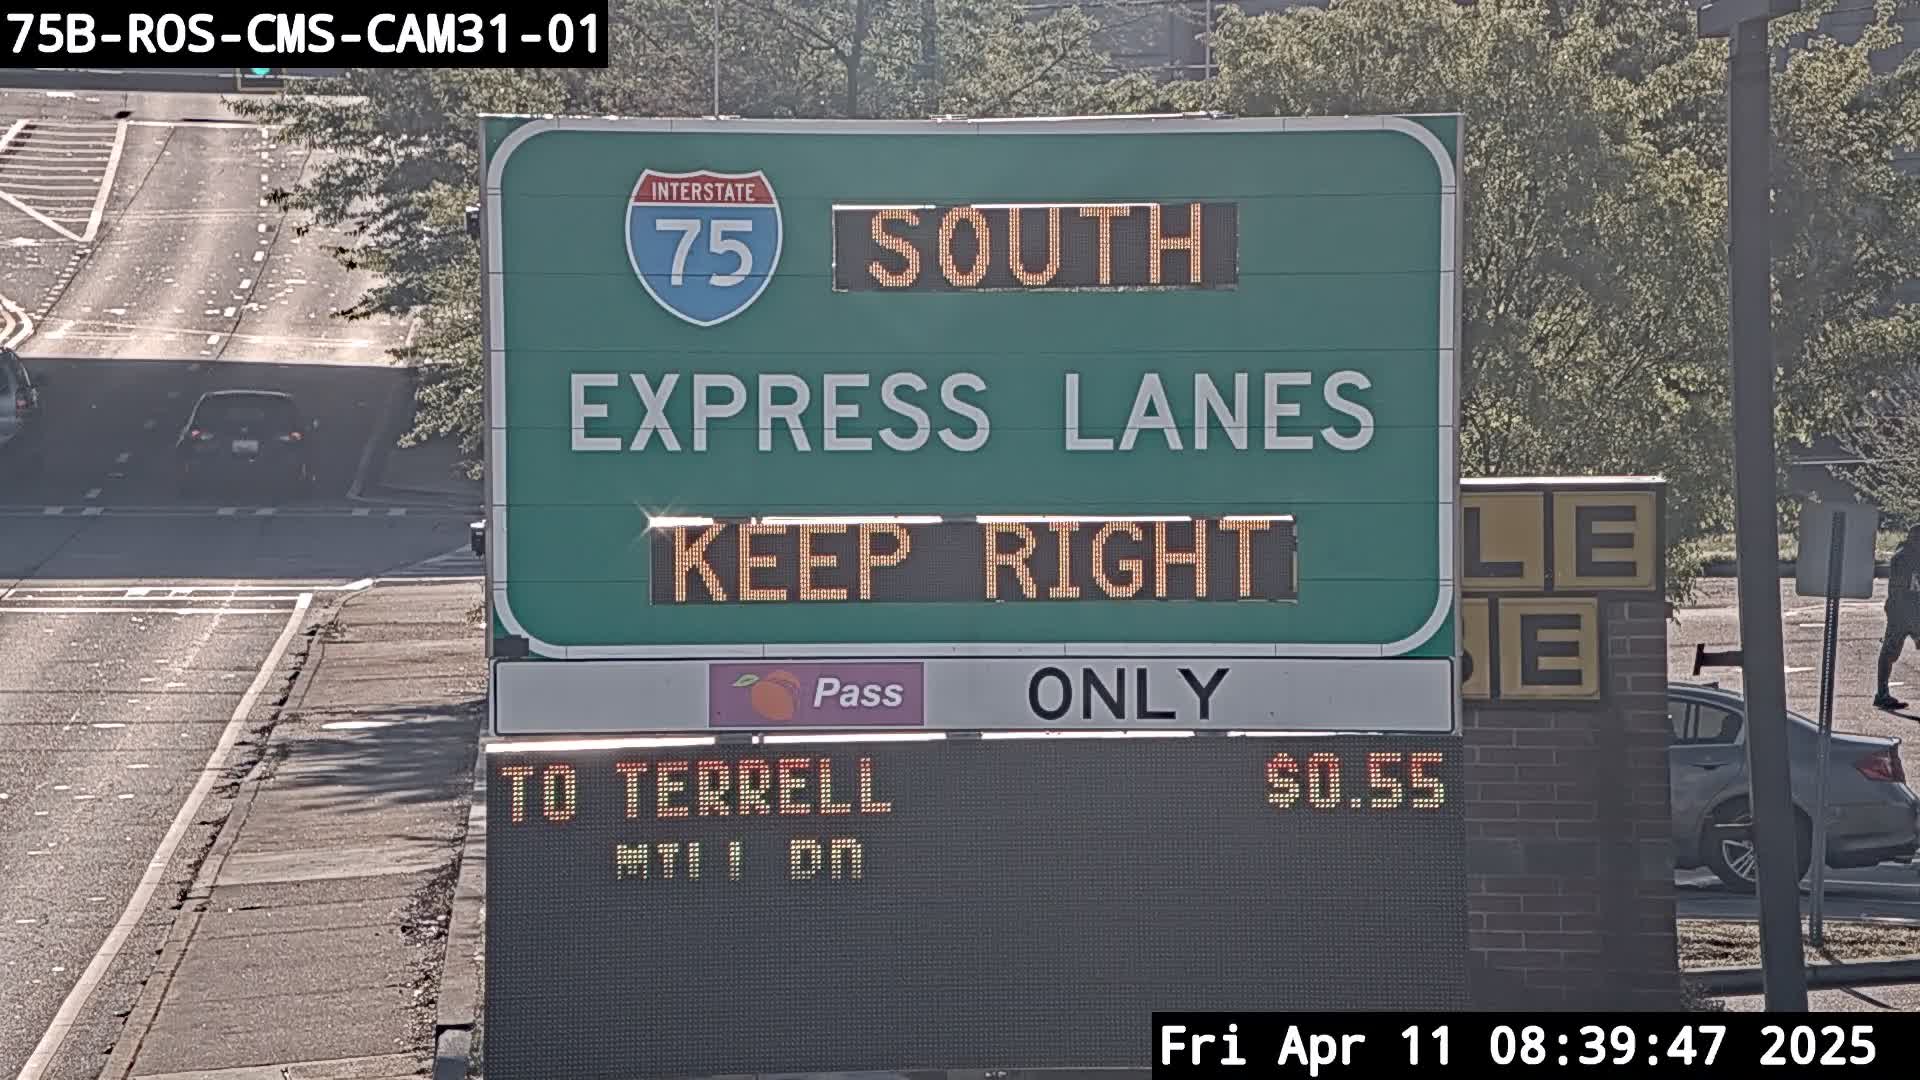 75B-ROS-CMS-CAM31-01
INTERSTATE
75
SOUTH
EXPRESS LANES
KEEP RIGHT
Pass ONLY
TO TERRELL $0.55
LE
E
Fri Apr 11 08:39:47 2025